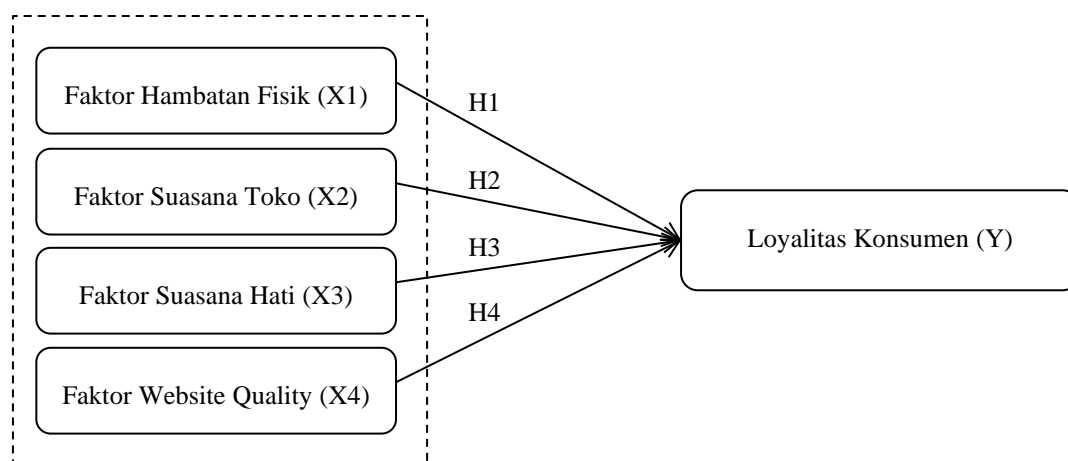 Faktor Hambatan Fisik (X1)
H1
Faktor Suasana Toko (X2)
H2
Loyalitas Konsumen (Y)
H3
Faktor Suasana Hati (X3)
H4
Faktor Website Quality (X4)